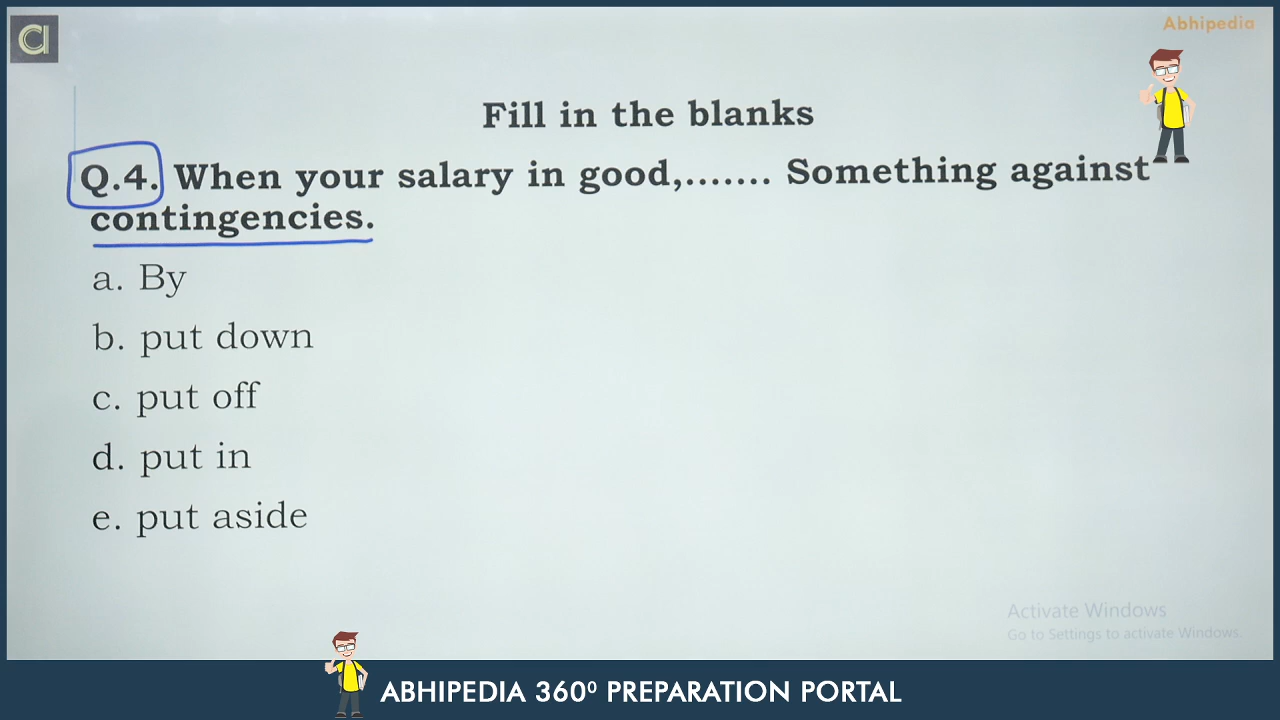 a
Abhipedia
Fill in the blanks
Q.4. When your salary in good,....... Something against
contingencies.
a. By
b. put down
c. put off
d. put in
e. put aside
Activate Windows
Go to Settings to activate Windows.
ABHIPEDIA 360⁰ PREPARATION PORTAL